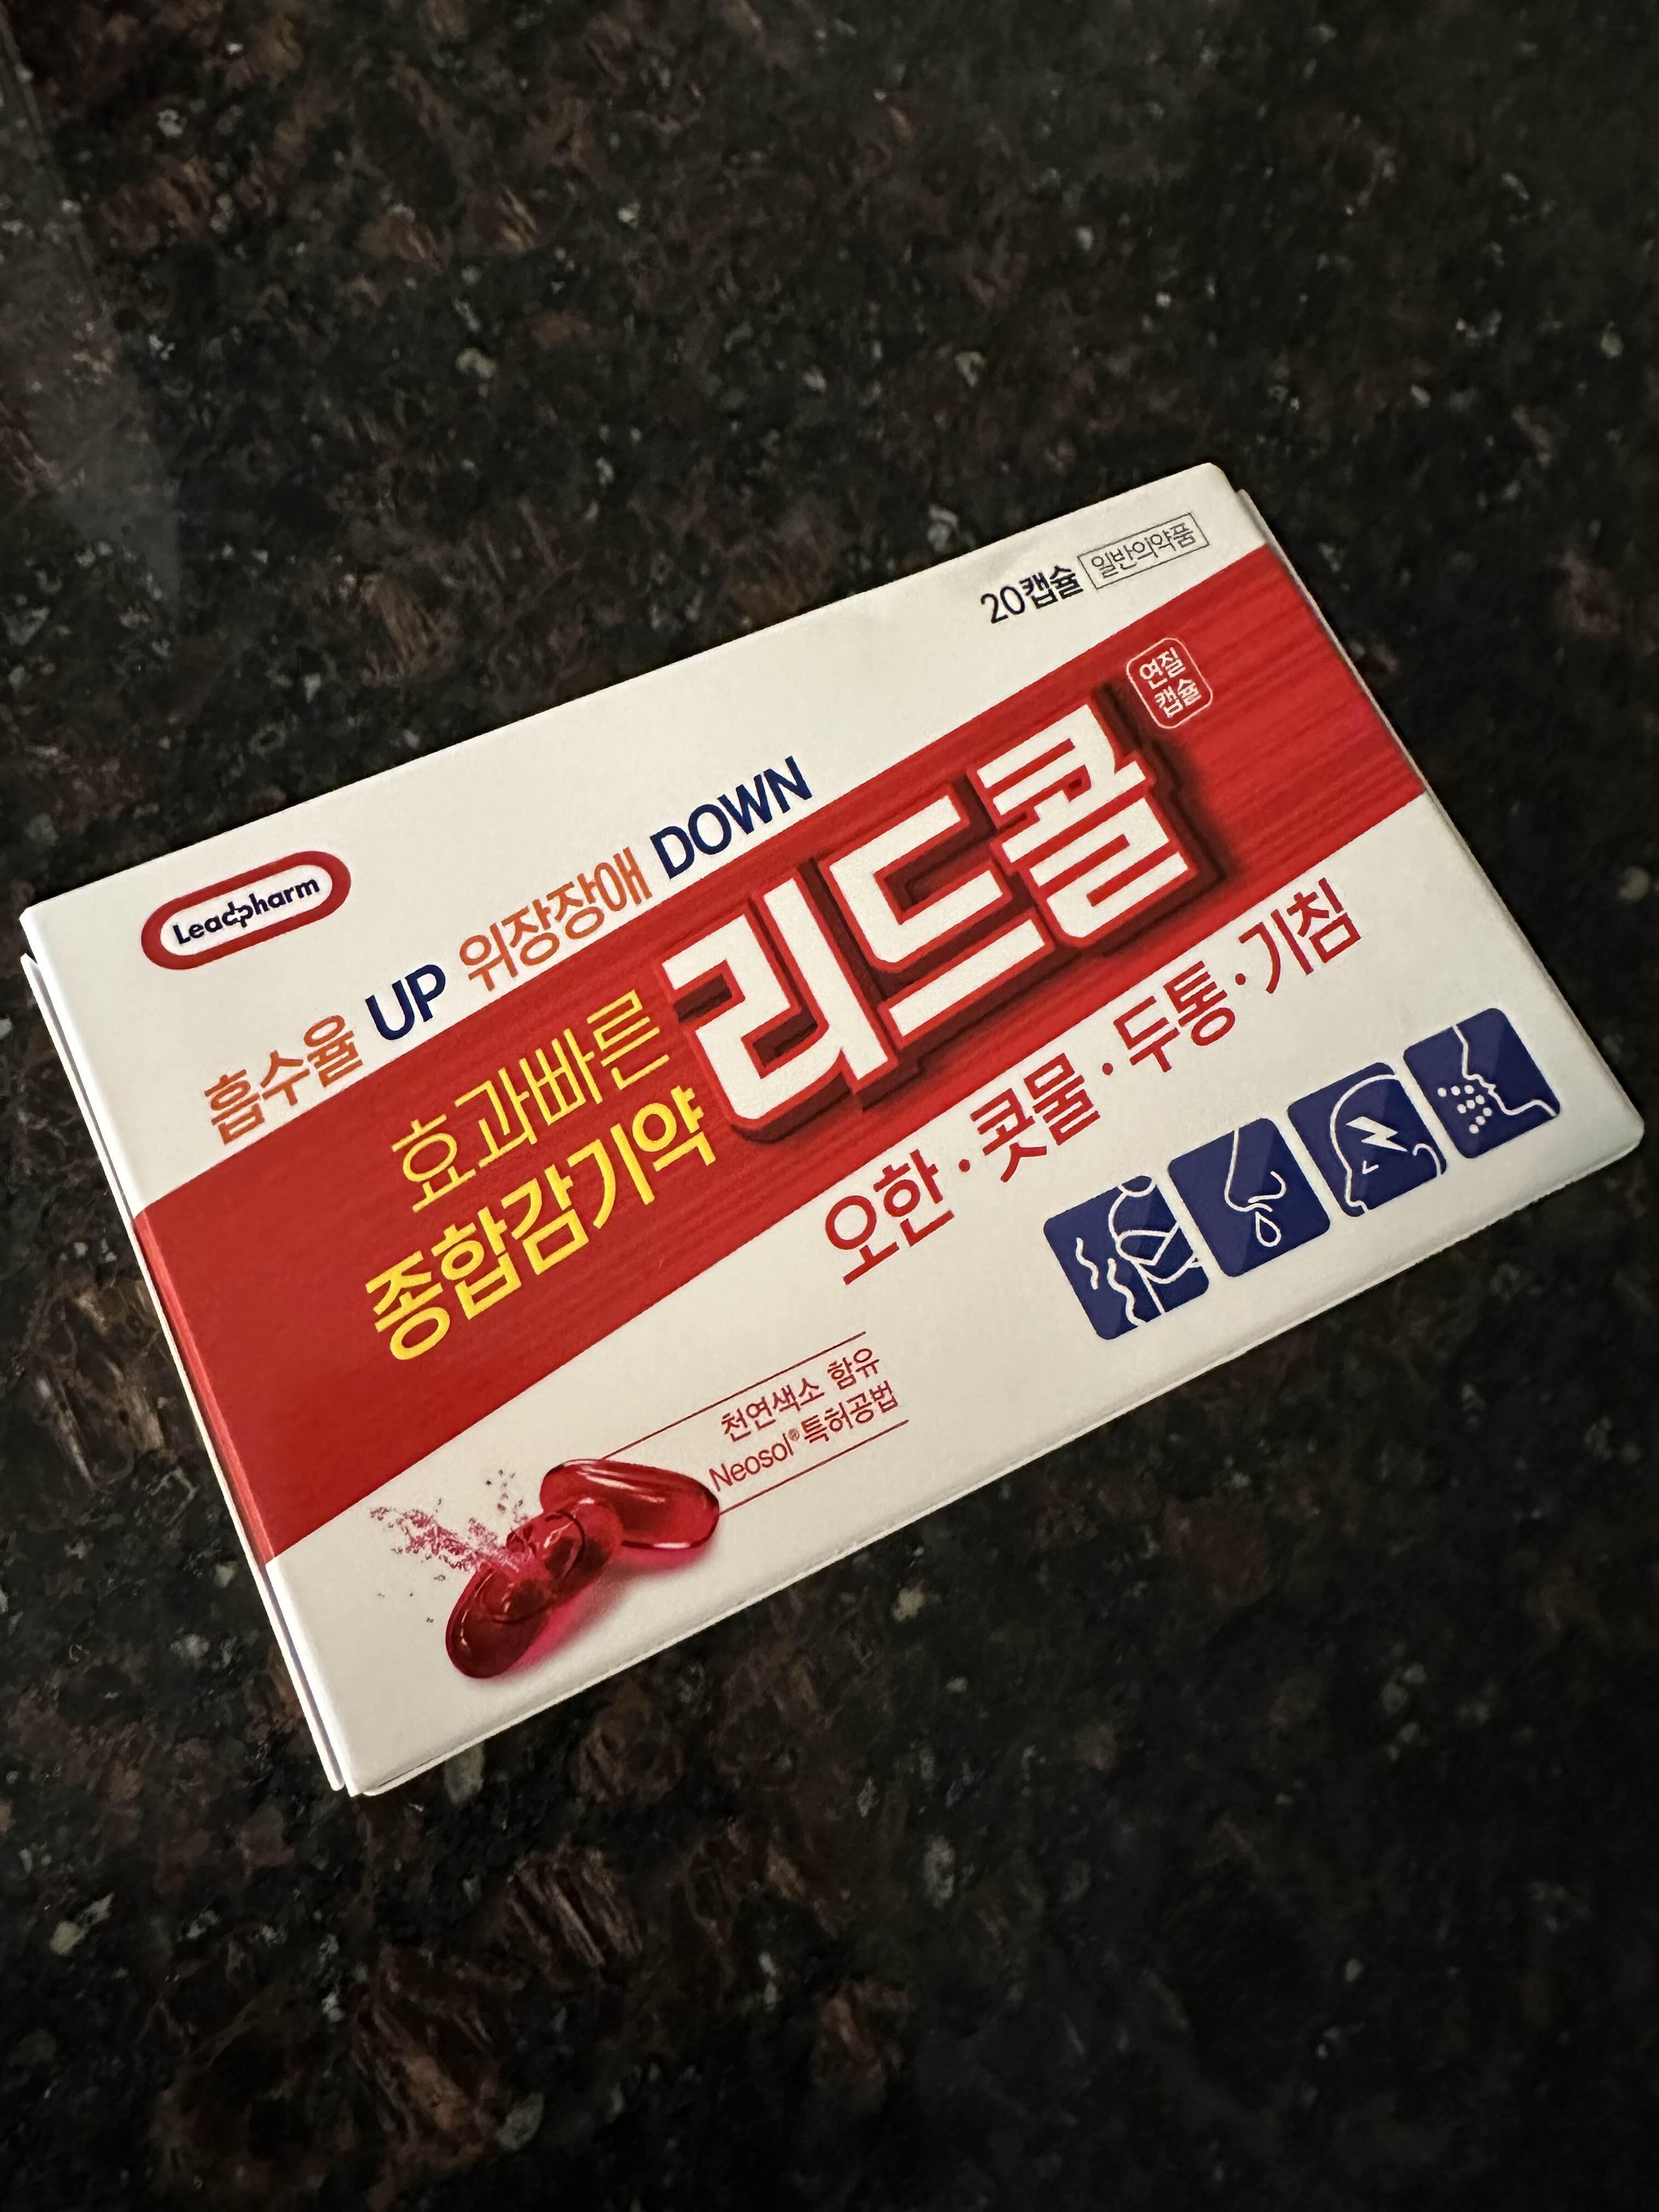 20캡슐 일반의약품
Leadpharm
흡수율 UP 위장장애 DOWN
효과빠른
종합감기약
리드콜
연질
캡슐
오한·콧물·두통·기침
천연색소 함유
Neosol® 특허공법